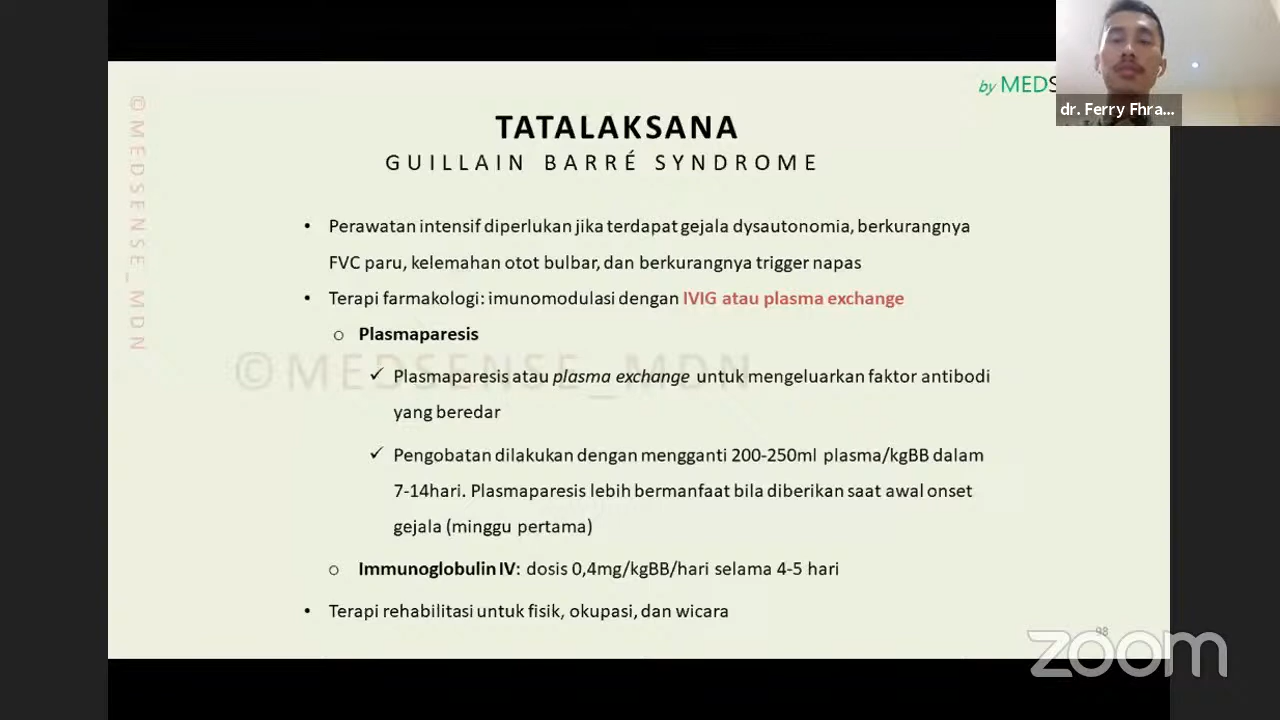 by MEDS
dr. Ferry Fhra...
©MEDSENSE_MDN
TATALAKSANA
GUILLAIN BARRÉ SYNDROME
• Perawatan intensif diperlukan jika terdapat gejala dysautonomia, berkurangnya
FVC paru, kelemahan otot bulbar, dan berkurangnya trigger napas
• Terapi farmakologi: imunomodulasi dengan IVIG atau plasma exchange
o Plasmaparesis
©MEDSENSE_MDN
✓ Plasmaparesis atau plasma exchange untuk mengeluarkan faktor antibodi
yang beredar
✓ Pengobatan dilakukan dengan mengganti 200-250ml plasma/kgBB dalam
7-14hari. Plasmaparesis lebih bermanfaat bila diberikan saat awal onset
gejala (minggu pertama)
o Immunoglobulin IV: dosis 0,4mg/kgBB/hari selama 4-5 hari
• Terapi rehabilitasi untuk fisik, okupasi, dan wicara
98
zoom